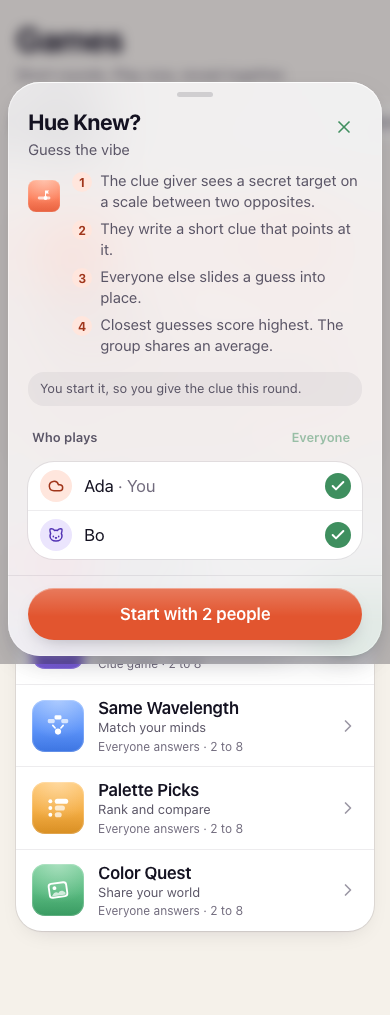 Games
Hue Knew?
Guess the vibe
1 The clue giver sees a secret target on
a scale between two opposites.
2 They write a short clue that points at
it.
3 Everyone else slides a guess into
place.
4 Closest guesses score highest. The
group shares an average.
You start it, so you give the clue this round.
Who plays Everyone
Ada · You
Bo
Start with 2 people
Clue game · 2 to 8
Same Wavelength
Match your minds
Everyone answers · 2 to 8
Palette Picks
Rank and compare
Everyone answers · 2 to 8
Color Quest
Share your world
Everyone answers · 2 to 8